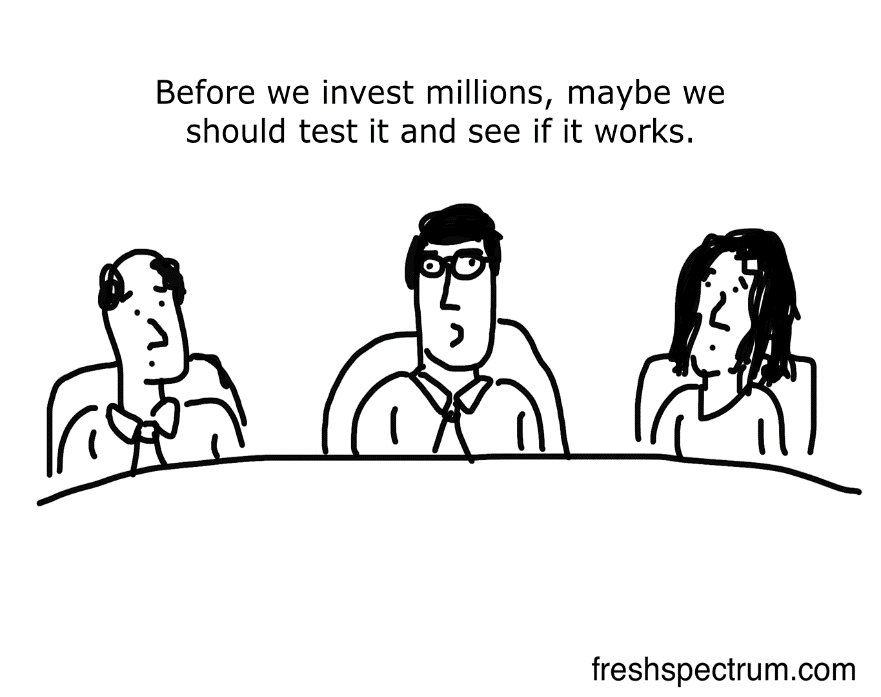 Before we invest millions, maybe we
should test it and see if it works.
freshspectrum.com